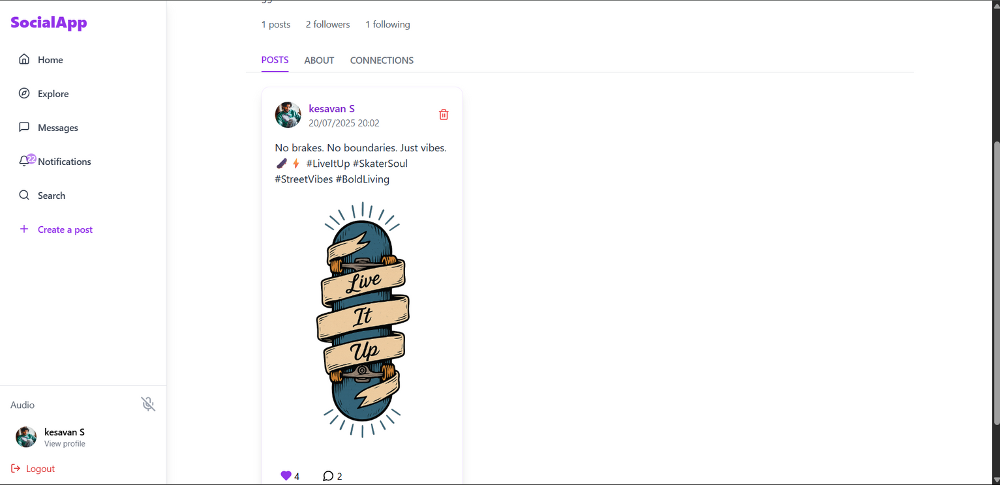 SocialApp
Home
Explore
Messages
22
Notifications
Search
Create a post
Audio
kesavan S
View profile
Logout
1 posts 2 followers 1 following
POSTS ABOUT CONNECTIONS
kesavan S
20/07/2025 20:02
No brakes. No boundaries. Just vibes.
🛹⚡ #LiveItUp #SkaterSoul
#StreetVibes #BoldLiving
Live
It
Up
4 2